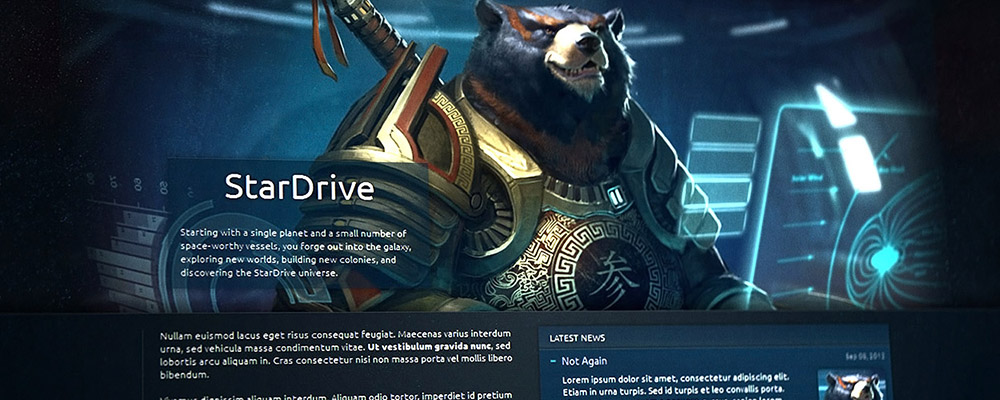 StarDrive
Starting with a single planet and a small number of
space-worthy vessels, you forge out into the galaxy,
exploring new worlds, building new colonies, and
discovering the StarDrive universe.
参
Nullam euismod lacus eget risus consequat feugiat. Maecenas varius interdum
urna, sed vehicula massa condimentum vitae. Ut vestibulum gravida nunc, sed
lobortis arcu aliquam in. Cras consectetur nisi non massa porta vel mollis libero
bibendum.
Vivamus dignissim aliquam interdum. Aliquam odio tortor, imperdiet id pretium
LATEST NEWS
Not Again
Sep 08, 2013
Lorem ipsum dolor sit amet, consectetur adipiscing elit.
Etiam in urna turpis. Sed id turpis et leo convallis porta.